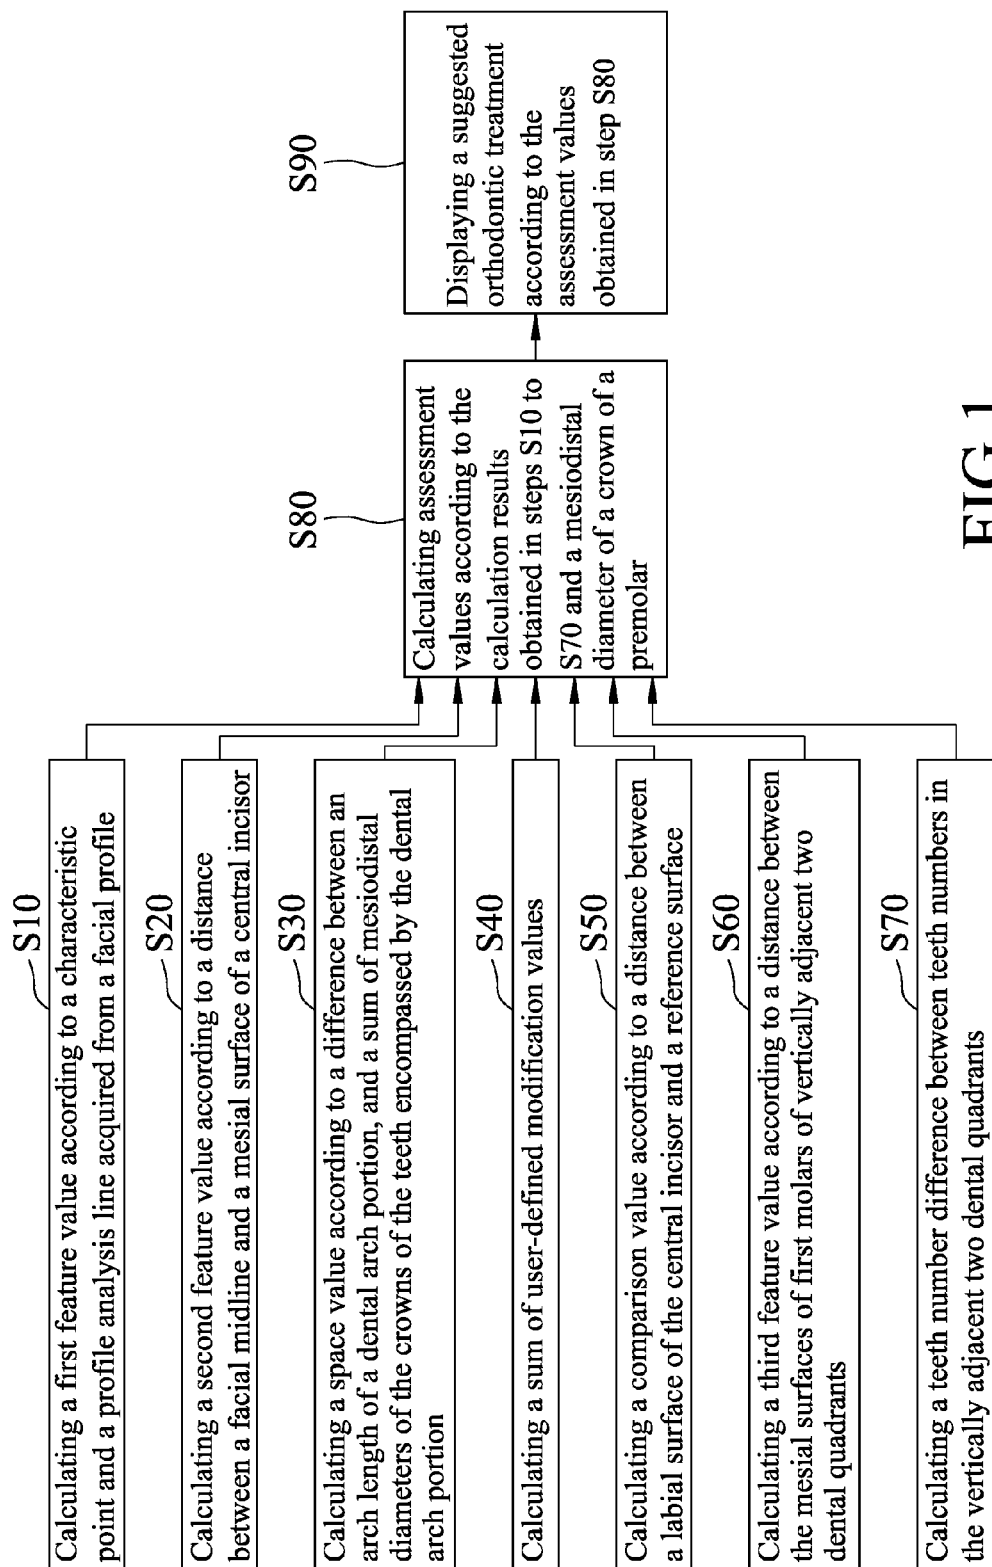 S10
Calculating a first feature value according to a characteristic
point and a profile analysis line acquired from a facial profile
S20
Calculating a second feature value according to a distance
between a facial midline and a mesial surface of a central incisor
S30
Calculating a space value according to a difference between an
arch length of a dental arch portion, and a sum of mesiodistal
diameters of the crowns of the teeth encompassed by the dental
arch portion
S40
Calculating a sum of user-defined modification values
S50
Calculating a comparison value according to a distance between
a labial surface of the central incisor and a reference surface
S60
Calculating a third feature value according to a distance between
the mesial surfaces of first molars of vertically adjacent two
dental quadrants
S70
Calculating a teeth number difference between teeth numbers in
the vertically adjacent two dental quadrants
S80
Calculating assessment
values according to the
calculation results
obtained in steps S10 to
S70 and a mesiodistal
diameter of a crown of a
premolar
S90
Displaying a suggested
orthodontic treatment
according to the
assessment values
obtained in step S80
FIG.1